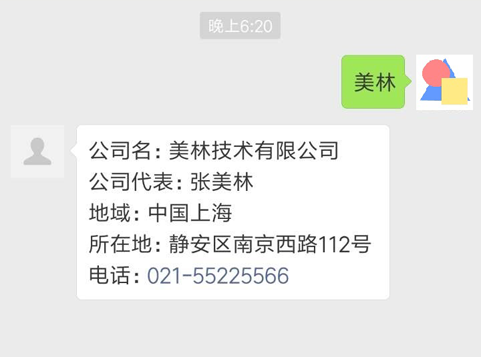 晚上6:20
美林
公司名: 美林技术有限公司
公司代表: 张美林
地域: 中国上海
所在地: 静安区南京西路112号
电话: 021-55225566